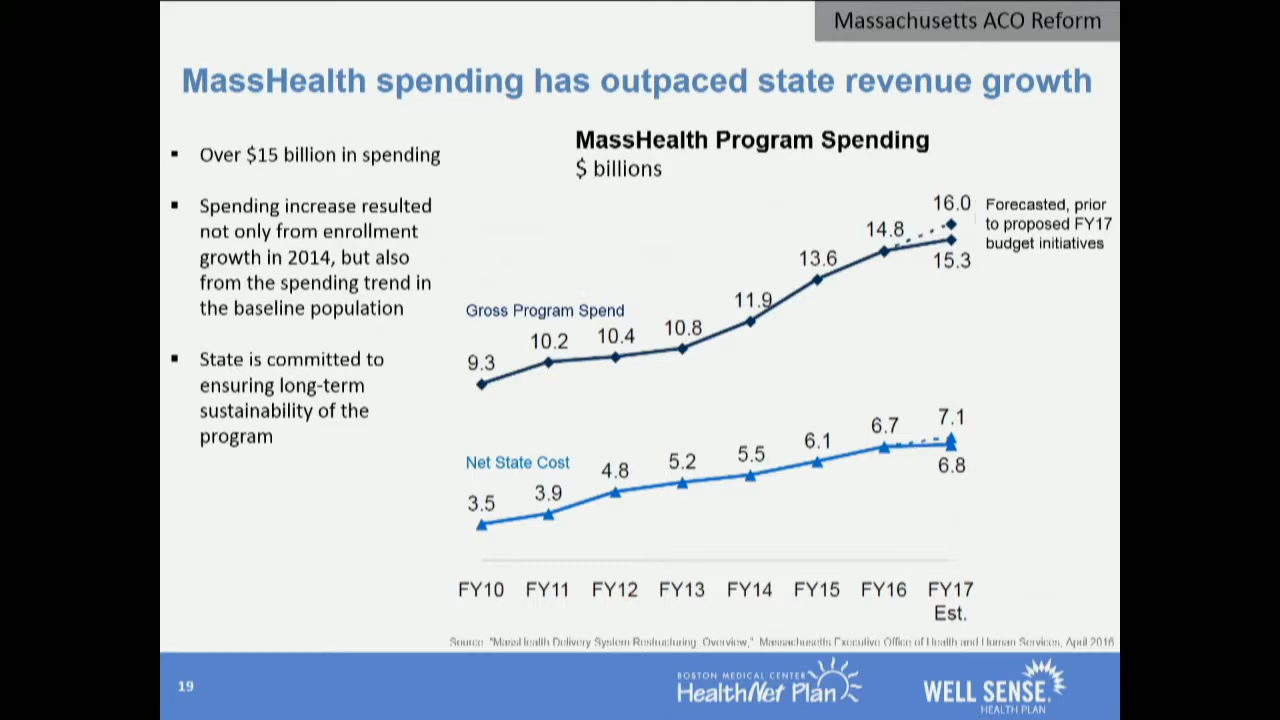 Massachusetts ACO Reform
MassHealth spending has outpaced state revenue growth
▪ Over $15 billion in spending
▪ Spending increase resulted
not only from enrollment
growth in 2014, but also
from the spending trend in
the baseline population
▪ State is committed to
ensuring long-term
sustainability of the
program
MassHealth Program Spending
$ billions
Gross Program Spend
9.3
10.2
10.4
10.8
11.9
13.6
14.8
16.0
15.3
Forecasted, prior
to proposed FY17
budget initiatives
Net State Cost
3.5
3.9
4.8
5.2
5.5
6.1
6.7
7.1
6.8
FY10 FY11 FY12 FY13 FY14 FY15 FY16 FY17
Est.
Source: "MassHealth Delivery System Restructuring: Overview," Massachusetts Executive Office of Health and Human Services, April 2016
19
BOSTON MEDICAL CENTER
HealthNet Plan
WELL SENSE
HEALTH PLAN